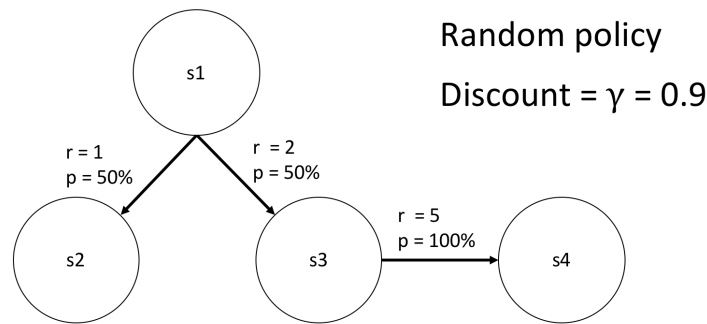 Random policy
Discount = γ = 0.9
s1
r = 1
p = 50%
r = 2
p = 50%
s2
s3
r = 5
p = 100%
s4